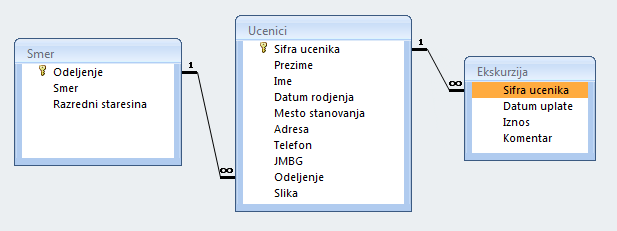 Smer
Odeljenje
Smer
Razredni staresina
1
∞
Ucenici
Sifra ucenika
Prezime
Ime
Datum rodjenja
Mesto stanovanja
Adresa
Telefon
JMBG
Odeljenje
Slika
1
∞
Ekskurzija
Sifra ucenika
Datum uplate
Iznos
Komentar